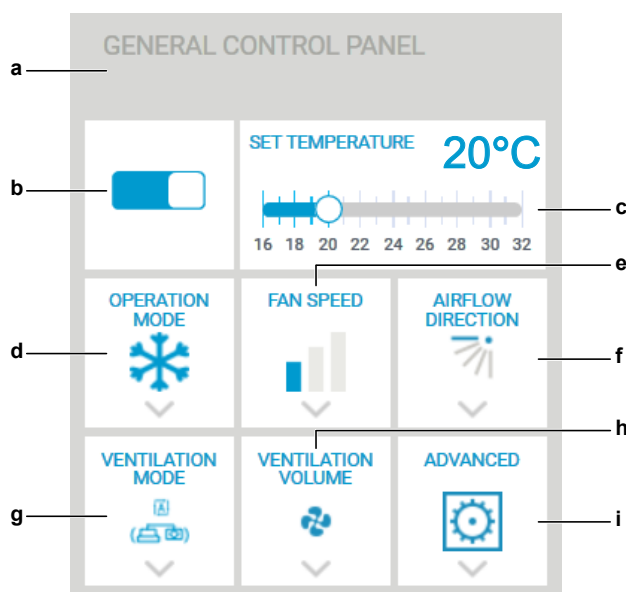 GENERAL CONTROL PANEL
a
b
SET TEMPERATURE
20°C
16 18 20 22 24 26 28 30 32
c
e
OPERATION
MODE
FAN SPEED
AIRFLOW
DIRECTION
d
f
h
VENTILATION
MODE
VENTILATION
VOLUME
ADVANCED
A
g
i